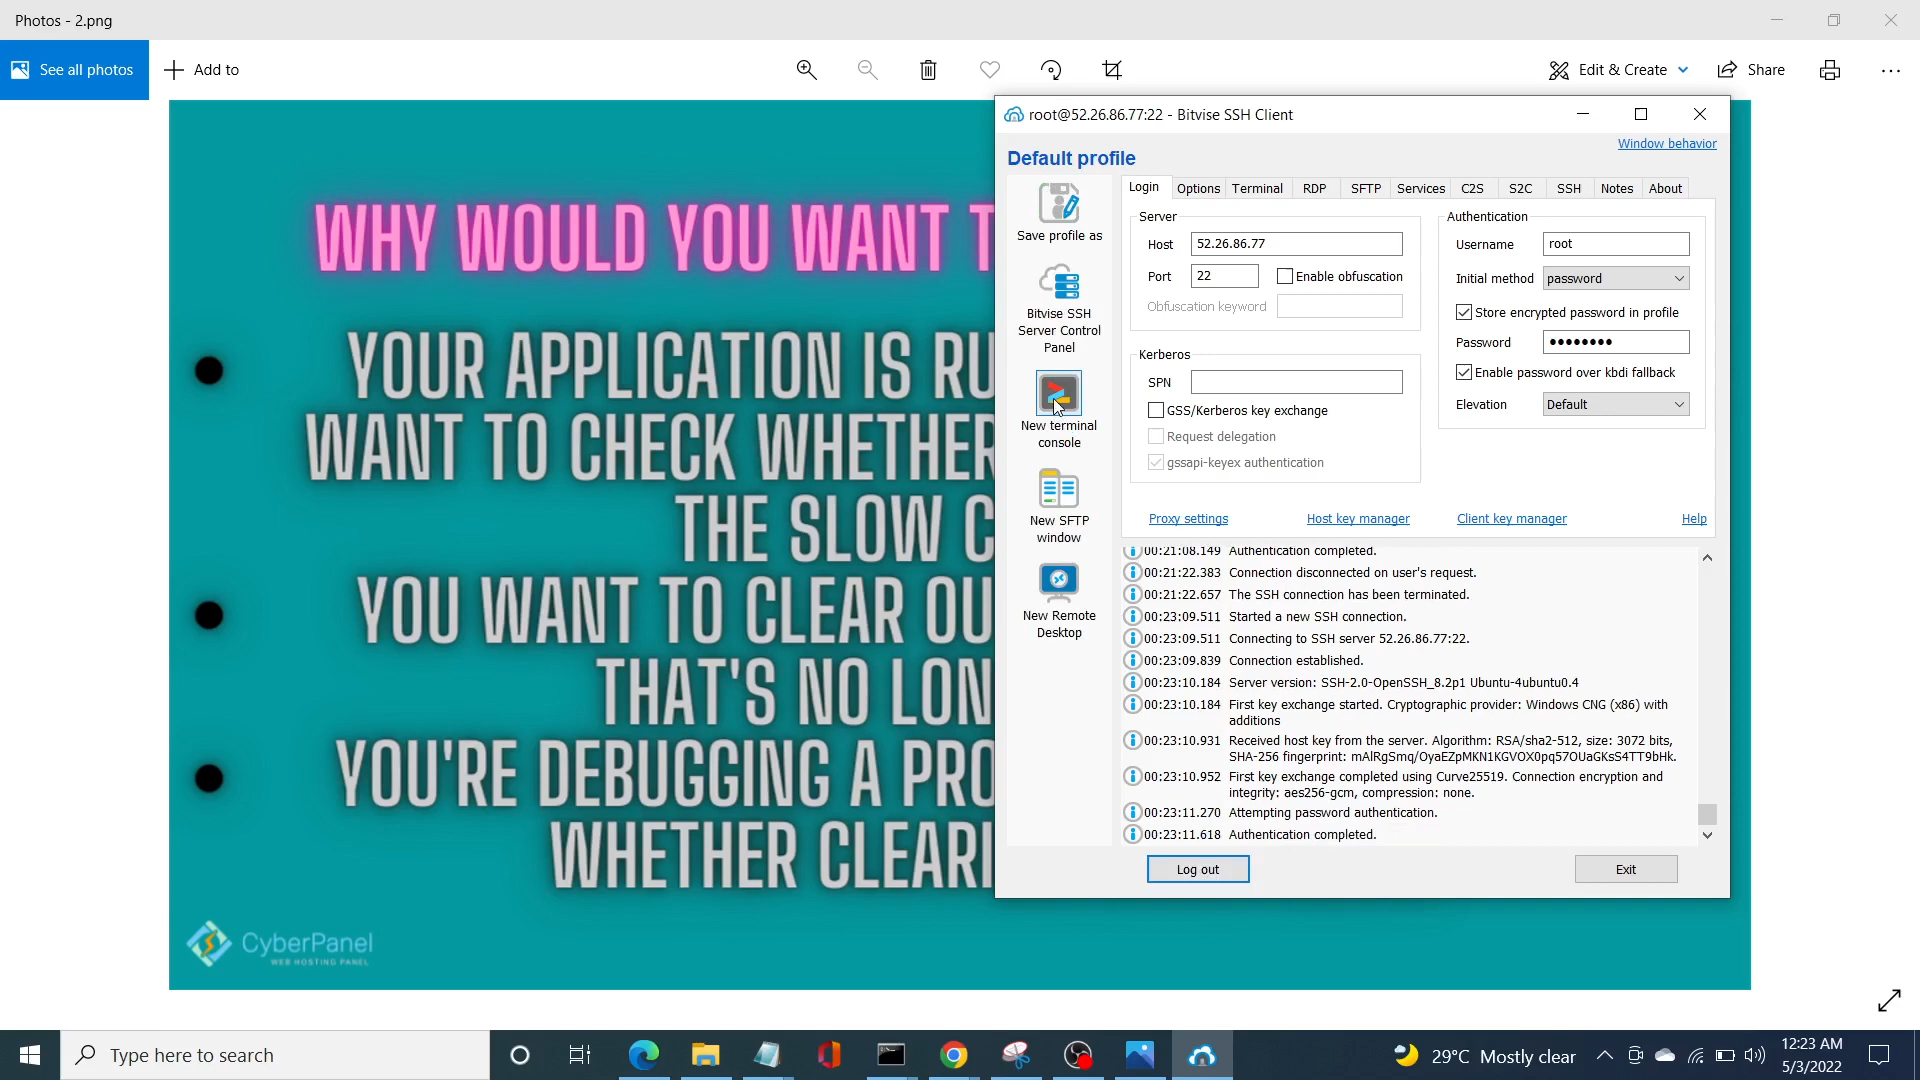 Photos - 2.png
See all photos
Add to
Edit & Create
Share
WHY WOULD YOU WANT T
YOUR APPLICATION IS RU
WANT TO CHECK WHETHER
THE SLOW C
YOU WANT TO CLEAR OU
THAT'S NO LON
YOU'RE DEBUGGING A PRO
WHETHER CLEARI
CyberPanel
WEB HOSTING PANEL
root@52.26.86.77:22 - Bitvise SSH Client
Window behavior
Default profile
Save profile as
Bitvise SSH
Server Control
Panel
New terminal
console
New SFTP
window
New Remote
Desktop
Login Options Terminal RDP SFTP Services C2S S2C SSH Notes About
Server
Host 52.26.86.77
Port 22 Enable obfuscation
Obfuscation keyword
Kerberos
SPN
GSS/Kerberos key exchange
Request delegation
gssapi-keyex authentication
Authentication
Username root
Initial method password
Store encrypted password in profile
Password ••••••••
Enable password over kbdi fallback
Elevation Default
Proxy settings Host key manager Client key manager Help
00:21:08.149 Authentication completed.
00:21:22.383 Connection disconnected on user's request.
00:21:22.657 The SSH connection has been terminated.
00:23:09.511 Started a new SSH connection.
00:23:09.511 Connecting to SSH server 52.26.86.77:22.
00:23:09.839 Connection established.
00:23:10.184 Server version: SSH-2.0-OpenSSH_8.2p1 Ubuntu-4ubuntu0.4
00:23:10.184 First key exchange started. Cryptographic provider: Windows CNG (x86) with
additions
00:23:10.931 Received host key from the server. Algorithm: RSA/sha2-512, size: 3072 bits,
SHA-256 fingerprint: mAlRgSmq/OyaEZpMKN1KGVOX0pq57OUaGKsS4TT9bHk.
00:23:10.952 First key exchange completed using Curve25519. Connection encryption and
integrity: aes256-gcm, compression: none.
00:23:11.270 Attempting password authentication.
00:23:11.618 Authentication completed.
Log out
Exit
Type here to search
29°C Mostly clear
12:23 AM
5/3/2022